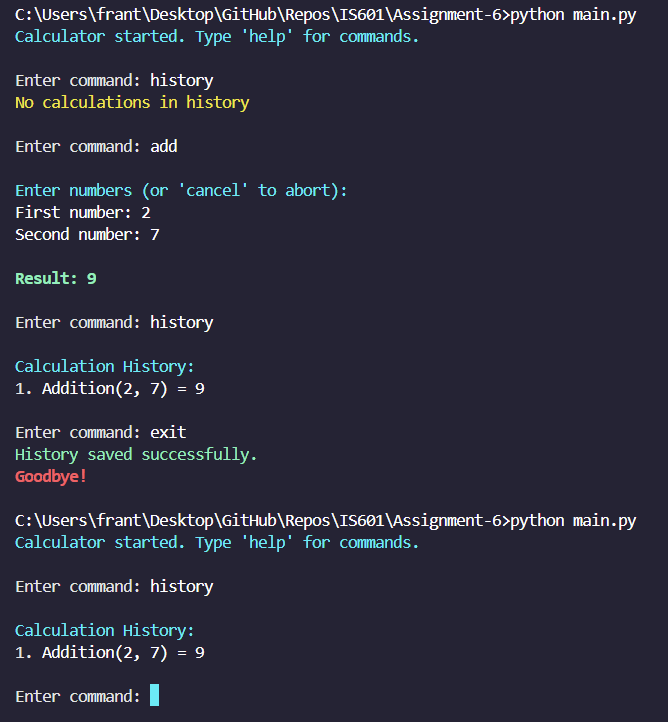 C:\Users\frant\Desktop\GitHub\Repos\IS601\Assignment-6>python main.py
Calculator started. Type 'help' for commands.
Enter command: history
No calculations in history
Enter command: add
Enter numbers (or 'cancel' to abort):
First number: 2
Second number: 7
Result: 9
Enter command: history
Calculation History:
1. Addition(2, 7) = 9
Enter command: exit
History saved successfully.
Goodbye!
C:\Users\frant\Desktop\GitHub\Repos\IS601\Assignment-6>python main.py
Calculator started. Type 'help' for commands.
Enter command: history
Calculation History:
1. Addition(2, 7) = 9
Enter command: